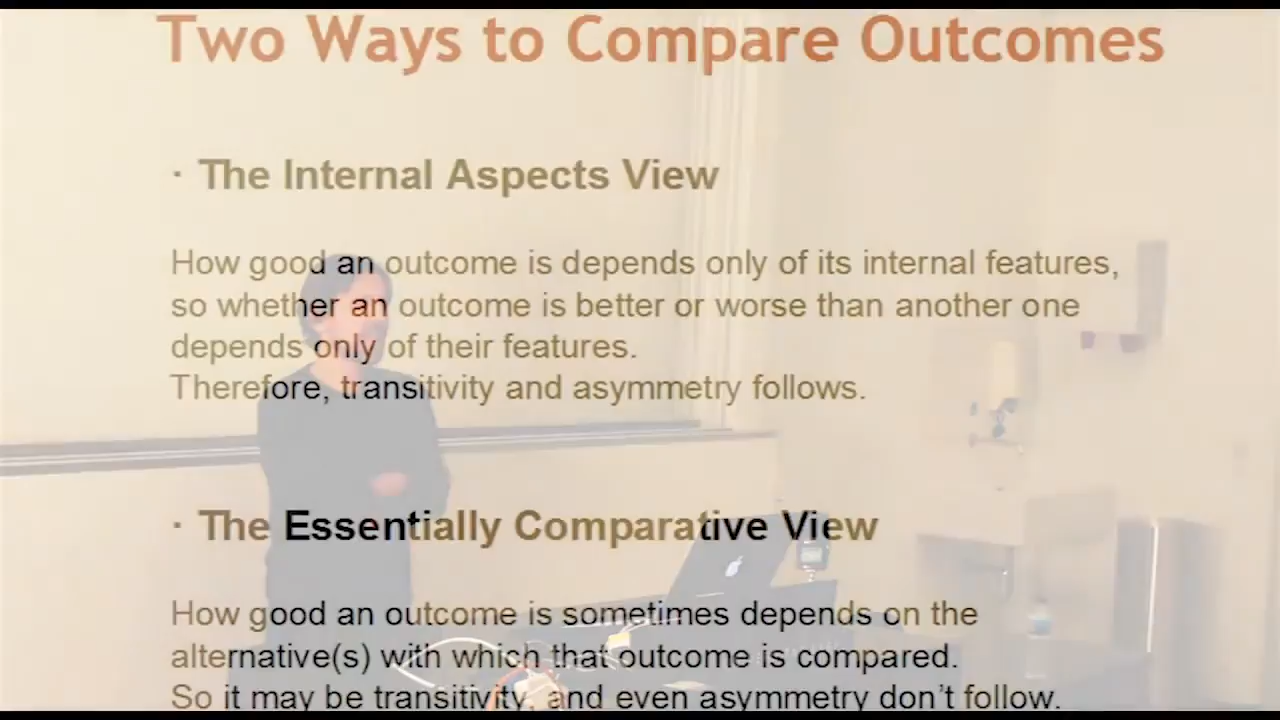 Two Ways to Compare Outcomes
· The Internal Aspects View
How good an outcome is depends only of its internal features,
so whether an outcome is better or worse than another one
depends only of their features.
Therefore, transitivity and asymmetry follows.
· The Essentially Comparative View
How good an outcome is sometimes depends on the
alternative(s) with which that outcome is compared.
So it may be transitivity, and even asymmetry don't follow.